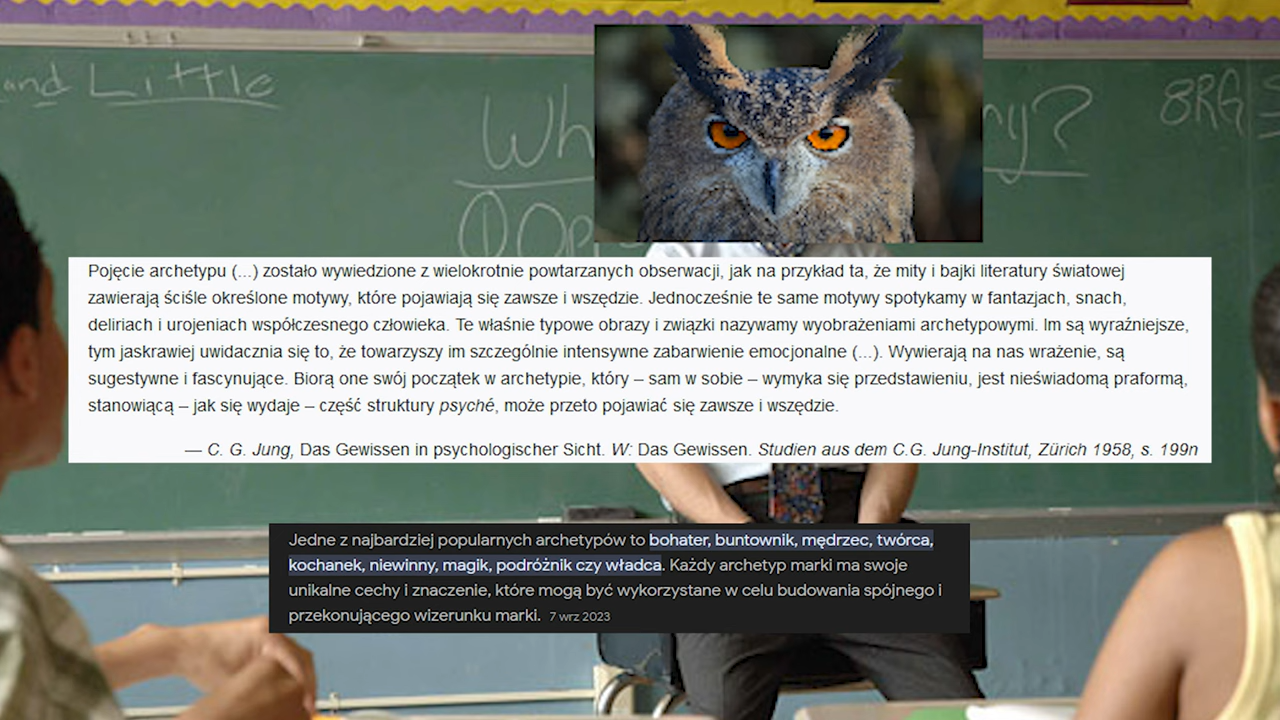 and Little
Wh ry?
8RG
Pojęcie archetypu (...) zostało wywiedzione z wielokrotnie powtarzanych obserwacji, jak na przykład ta, że mity i bajki literatury światowej
zawierają ściśle określone motywy, które pojawiają się zawsze i wszędzie. Jednocześnie te same motywy spotykamy w fantazjach, snach,
deliriach i urojeniach współczesnego człowieka. Te właśnie typowe obrazy i związki nazywamy wyobrażeniami archetypowymi. Im są wyraźniejsze,
tym jaskrawiej uwidacznia się to, że towarzyszy im szczególnie intensywne zabarwienie emocjonalne (...). Wywierają na nas wrażenie, są
sugestywne i fascynujące. Biorą one swój początek w archetypie, który – sam w sobie – wymyka się przedstawieniu, jest nieświadomą praformą,
stanowiącą – jak się wydaje – część struktury psyché, może przeto pojawiać się zawsze i wszędzie.
— C. G. Jung, Das Gewissen in psychologischer Sicht. W: Das Gewissen. Studien aus dem C.G. Jung-Institut, Zürich 1958, s. 199n
Jedne z najbardziej popularnych archetypów to bohater, buntownik, mędrzec, twórca,
kochanek, niewinny, magik, podróżnik czy władca. Każdy archetyp marki ma swoje
unikalne cechy i znaczenie, które mogą być wykorzystane w celu budowania spójnego i
przekonującego wizerunku marki. 7 wrz 2023